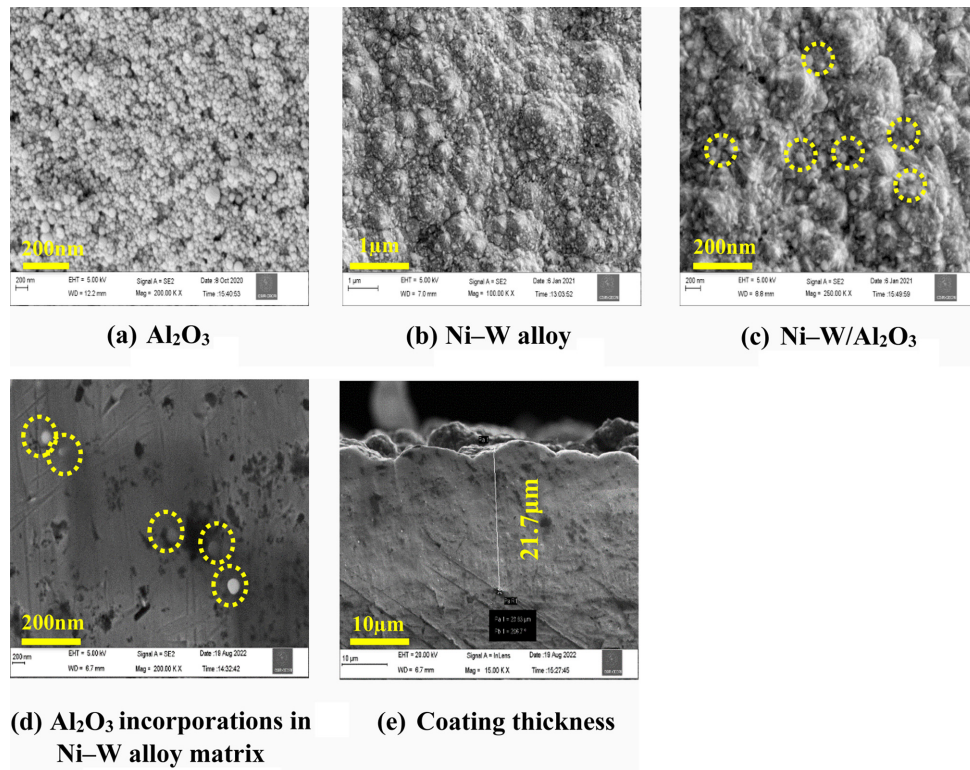 200nm
200 nm
EHT = 5.00 kV
Signal A = SE2
Date :9 Oct 2020
WD = 12.2 mm
Mag = 200.00 K X
Time :15:40:53
1μm
1 μm
EHT = 5.00 kV
Signal A = SE2
Date :6 Jan 2021
WD = 7.0 mm
Mag = 100.00 K X
Time :13:03:52
200nm
200 nm
EHT = 5.00 kV
Signal A = SE2
Date :6 Jan 2021
WD = 8.8 mm
Mag = 250.00 K X
Time :15:49:59
(a) Al₂O₃
(b) Ni–W alloy
(c) Ni–W/Al₂O₃
200nm
200 nm
EHT = 5.00 kV
Signal A = SE2
Date :19 Aug 2022
WD = 6.7 mm
Mag = 200.00 K X
Time :14:32:42
21.7μm
10μm
10 μm
EHT = 20.00 kV
Signal A = InLens
Date :19 Aug 2022
WD = 6.7 mm
Mag = 15.00 K X
Time :15:27:45
(d) Al₂O₃ incorporations in
Ni–W alloy matrix
(e) Coating thickness